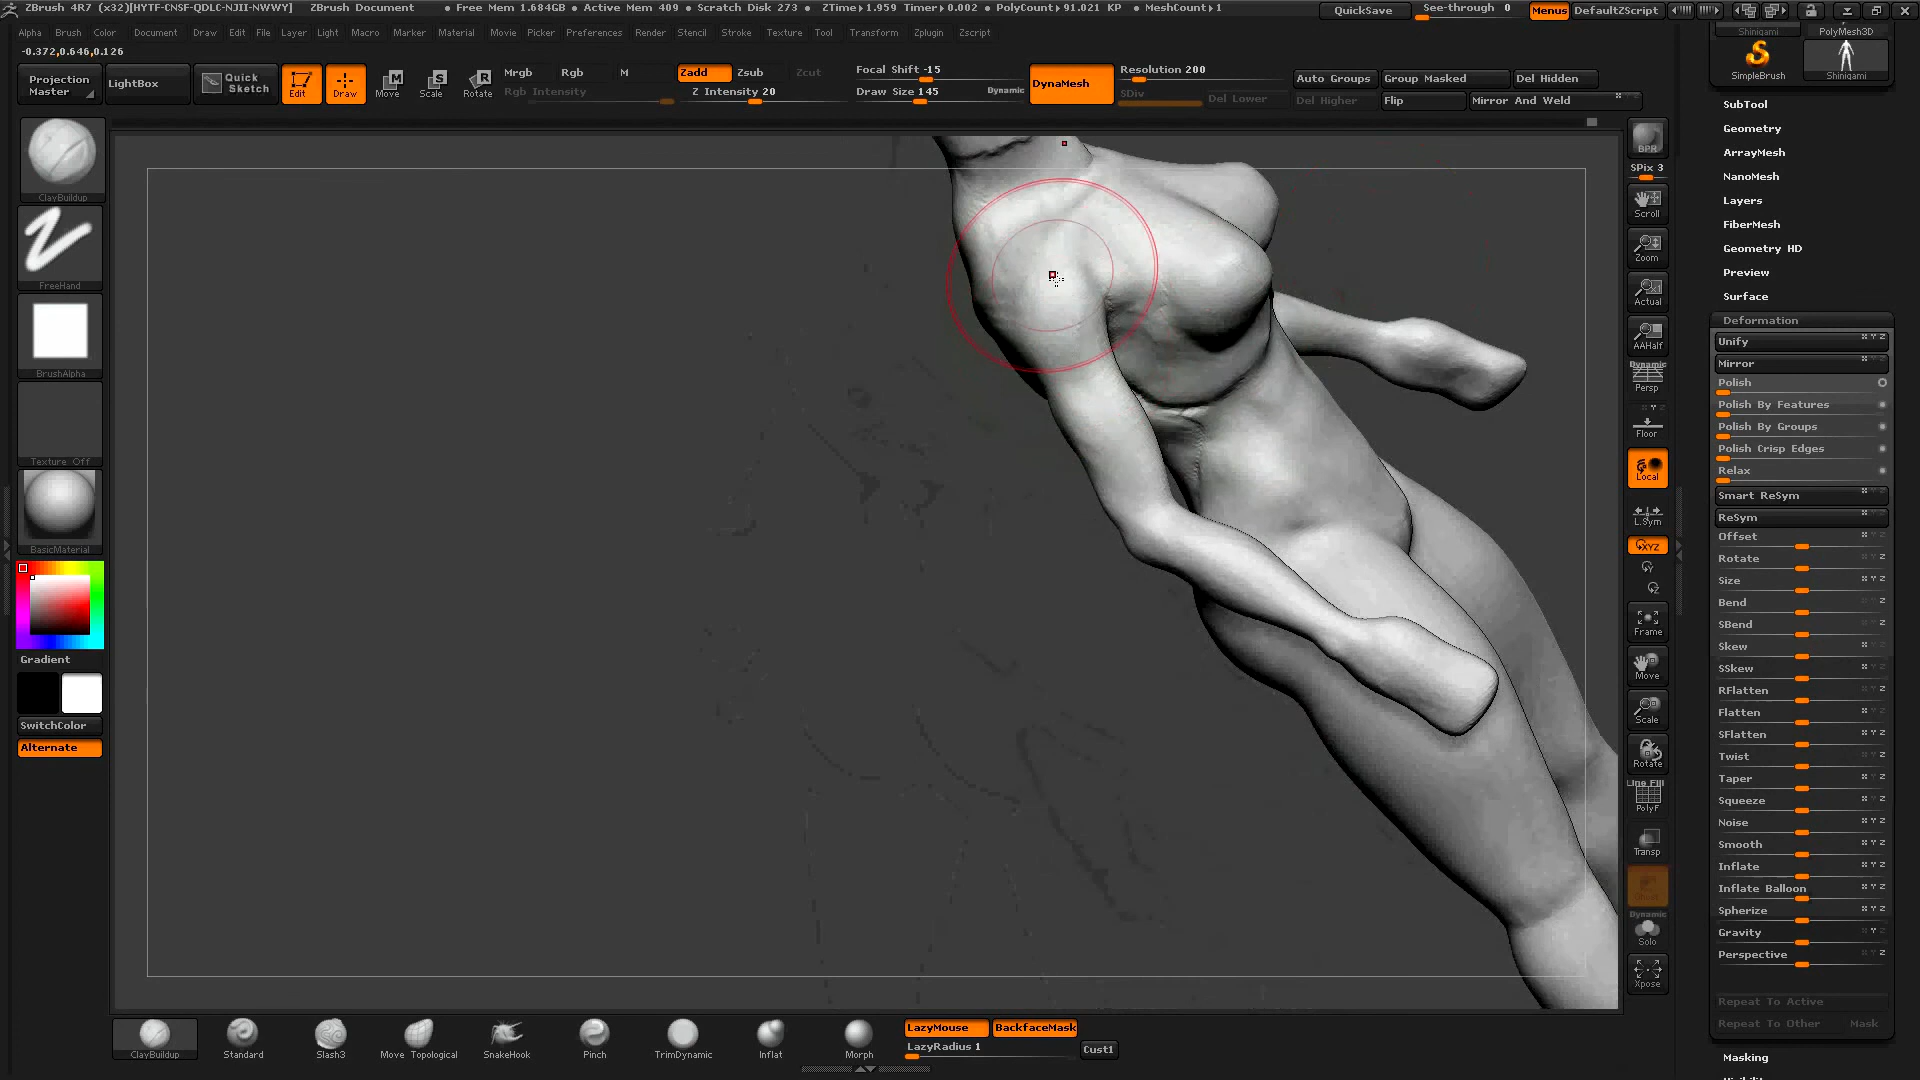 ZBrush 4R7 (x32)[HYTF-CNSF-QDLC-NJII-NWWY] ZBrush Document • Free Mem 1.684GB • Active Mem 409 • Scratch Disk 273 • ZTime▸1.959 Timer▸0.002 • PolyCount▸91.021 KP • MeshCount▸1 QuickSave See-through 0 Menus DefaultZScript
Alpha Brush Color Document Draw Edit File Layer Light Macro Marker Material Movie Picker Preferences Render Stencil Stroke Texture Tool Transform Zplugin Zscript
-0.372,0.646,0.126
Projection Master
LightBox
Quick Sketch
Edit
Draw
Move
Scale
Rotate
Mrgb Rgb M
Rgb Intensity
Zadd Zsub Zcut
Z Intensity 20
Focal Shift -15
Draw Size 145 Dynamic
DynaMesh
Resolution 200
SDiv
Del Lower
Auto Groups
Del Higher
Group Masked
Flip
Del Hidden
Mirror And Weld
ClayBuildup
FreeHand
BrushAlpha
Texture Off
BasicMaterial
Gradient
SwitchColor
Alternate
BPR
SPix 3
Scroll
Zoom
Actual
AAHalf
Dynamic
Persp
Floor
Local
L.Sym
XYZ
Frame
Move
Scale
Rotate
Line Fill
PolyF
Transp
Dynamic
Solo
Xpose
Shinigami
PolyMesh3D
SimpleBrush
Shinigami
SubTool
Geometry
ArrayMesh
NanoMesh
Layers
FiberMesh
Geometry HD
Preview
Surface
Deformation
Unify
Mirror
Polish
Polish By Features
Polish By Groups
Polish Crisp Edges
Relax
Smart ReSym
ReSym
Offset
Rotate
Size
Bend
SBend
Skew
SSkew
RFlatten
Flatten
SFlatten
Twist
Taper
Squeeze
Noise
Smooth
Inflate
Inflate Balloon
Spherize
Gravity
Perspective
Repeat To Active
Repeat To Other Mask
Masking
ClayBuildup
Standard
Slash3
Move Topological
SnakeHook
Pinch
TrimDynamic
Inflat
Morph
LazyMouse
BackfaceMask
LazyRadius 1
Cust1